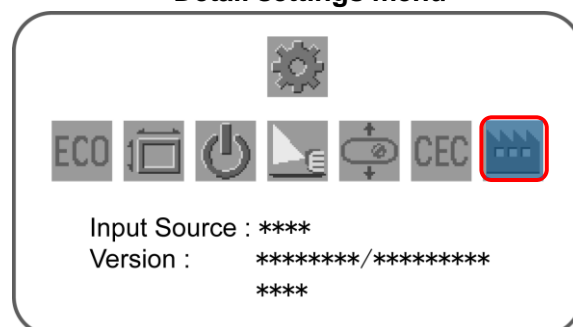 Detail settings menu
ECO
CEC
Input Source : ****
Version : ********/*********
****